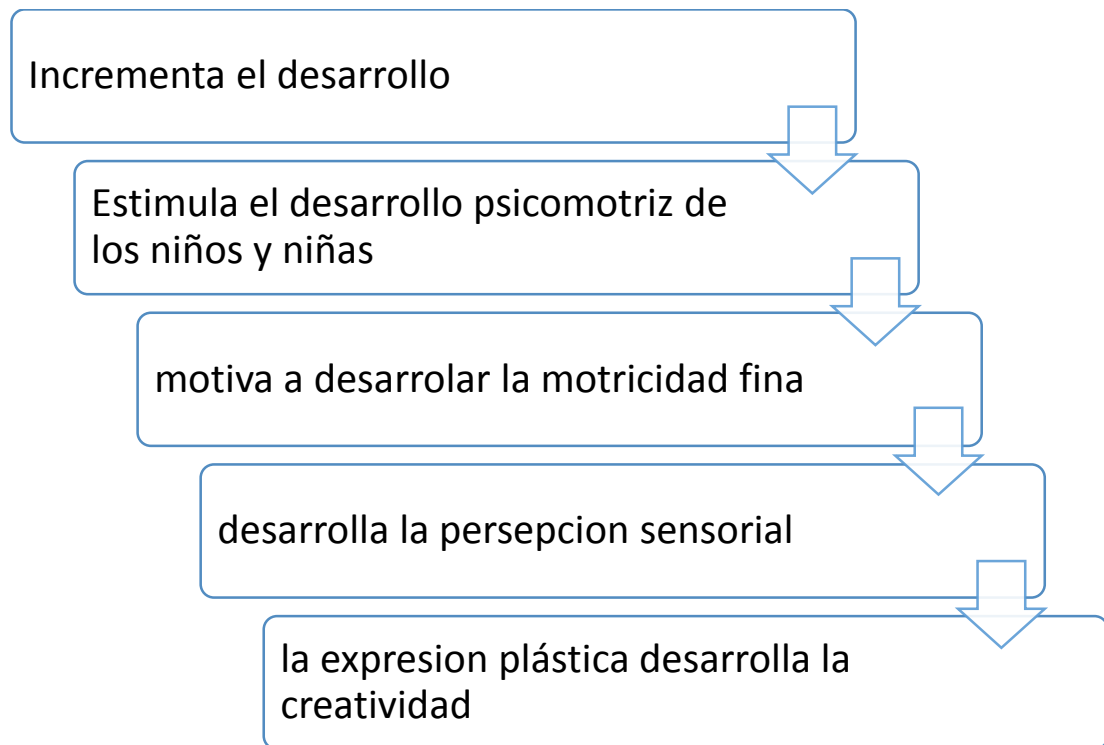 Incrementa el desarrollo
Estimula el desarrollo psicomotriz de
los niños y niñas
motiva a desarrolar la motricidad fina
desarrolla la persepcion sensorial
la expresion plástica desarrolla la
creatividad